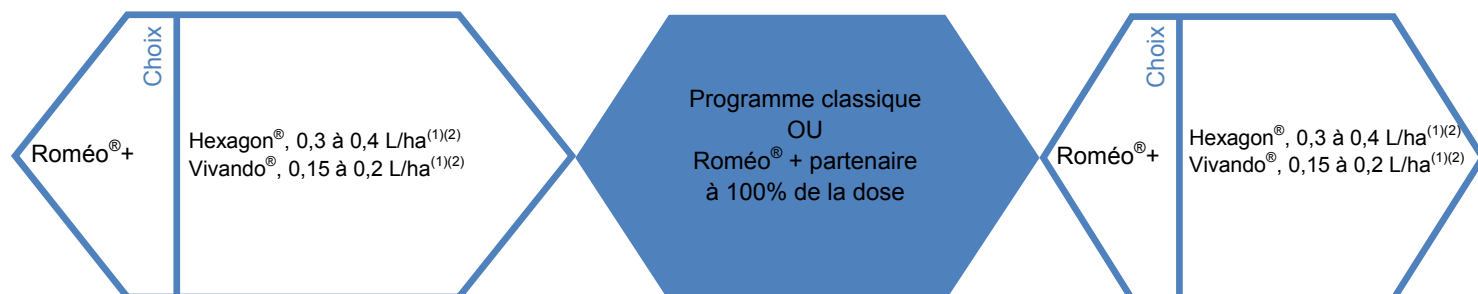 Choix
Roméo®+
Hexagon®, 0,3 à 0,4 L/ha(1)(2)
Vivando®, 0,15 à 0,2 L/ha(1)(2)
Programme classique
OU
Roméo® + partenaire
à 100% de la dose
Choix
Roméo®+
Hexagon®, 0,3 à 0,4 L/ha(1)(2)
Vivando®, 0,15 à 0,2 L/ha(1)(2)